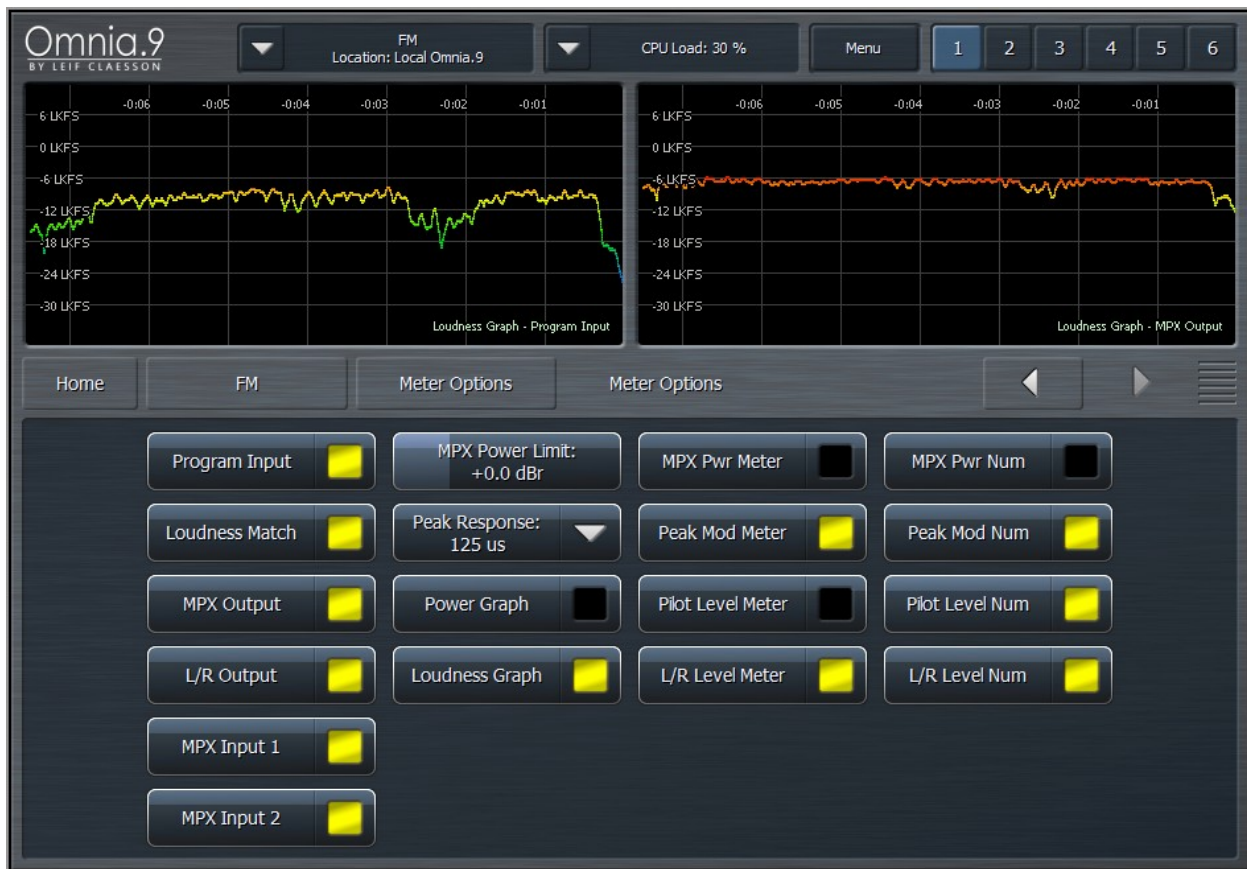 Omnia.9
BY LEIF CLAESSON
FM
Location: Local Omnia.9
CPU Load: 30 %
Menu
1
2
3
4
5
6
-0:06 -0:05 -0:04 -0:03 -0:02 -0:01
6 LKFS
0 LKFS
-6 LKFS
-12 LKFS
-18 LKFS
-24 LKFS
-30 LKFS
Loudness Graph - Program Input
-0:06 -0:05 -0:04 -0:03 -0:02 -0:01
6 LKFS
0 LKFS
-6 LKFS
-12 LKFS
-18 LKFS
-24 LKFS
-30 LKFS
Loudness Graph - MPX Output
Home
FM
Meter Options
Meter Options
Program Input
MPX Power Limit:
+0.0 dBr
MPX Pwr Meter
MPX Pwr Num
Loudness Match
Peak Response:
125 us
Peak Mod Meter
Peak Mod Num
MPX Output
Power Graph
Pilot Level Meter
Pilot Level Num
L/R Output
Loudness Graph
L/R Level Meter
L/R Level Num
MPX Input 1
MPX Input 2